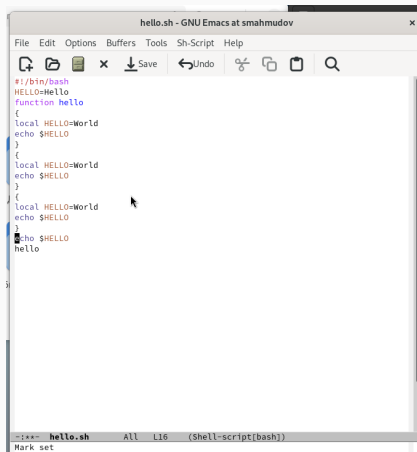 hello.sh - GNU Emacs at smahmudov
File Edit Options Buffers Tools Sh-Script Help
Save Undo
#!/bin/bash
HELLO=Hello
function hello
{
local HELLO=World
echo $HELLO
}
{
local HELLO=World
echo $HELLO
}
{
local HELLO=World
echo $HELLO
}
echo $HELLO
hello
-:**- hello.sh All L16 (Shell-script[bash])
Mark set